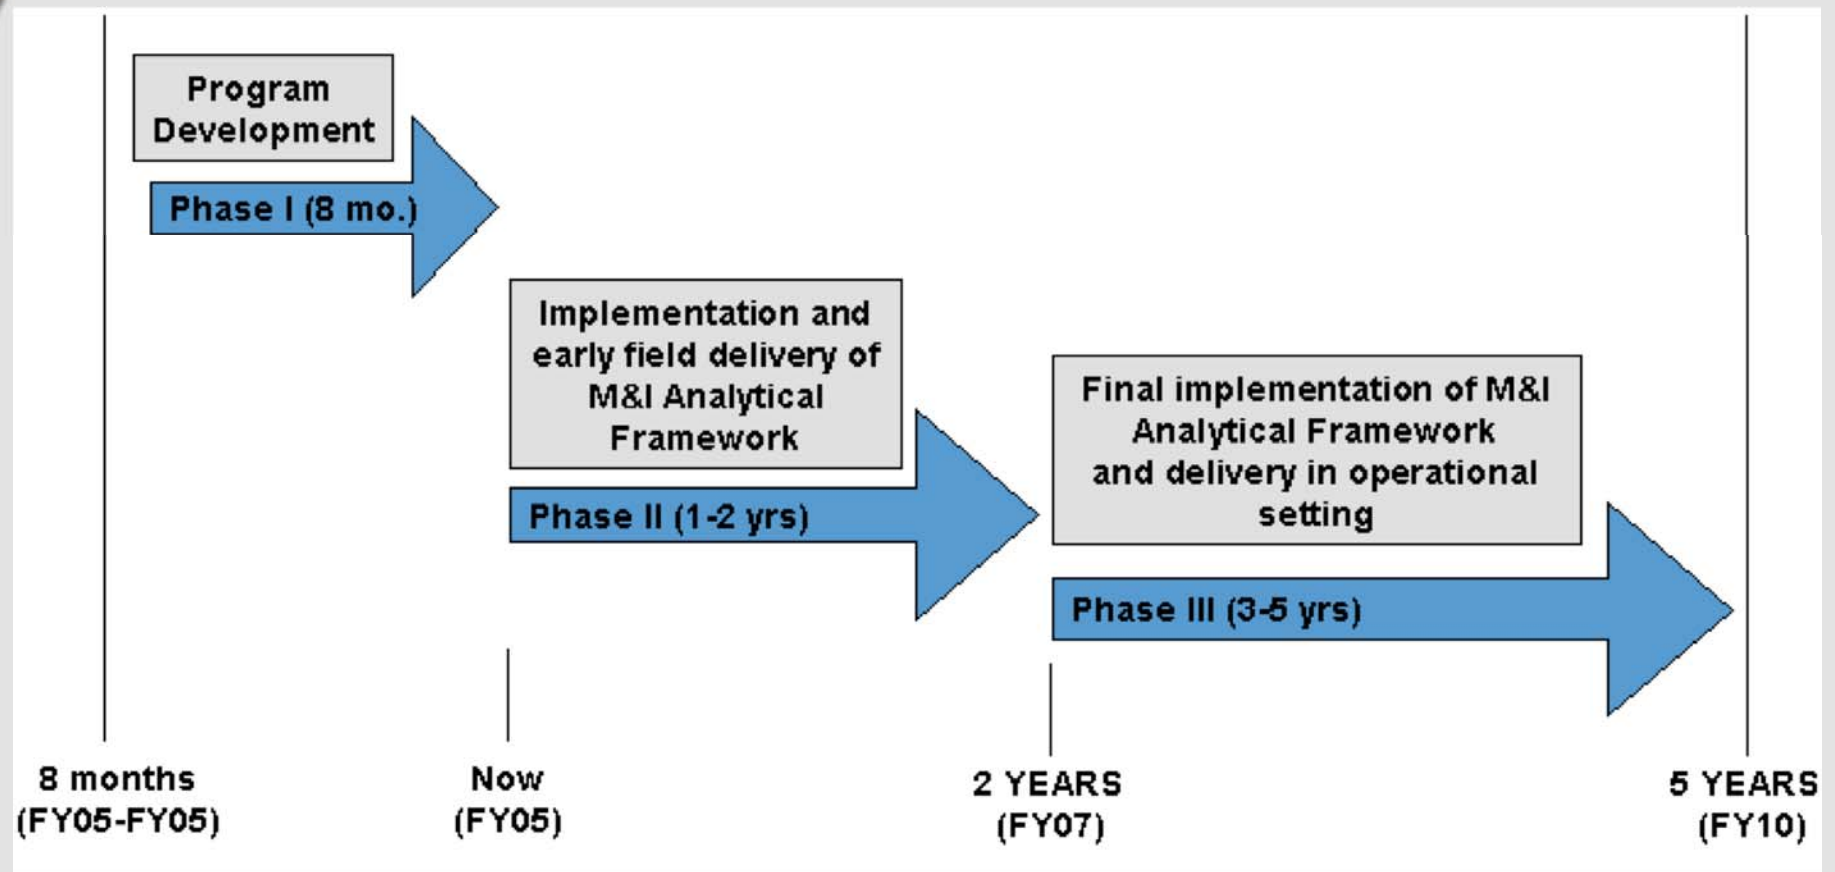 Program
Development
Phase I (8 mo.)
Implementation and
early field delivery of
M&I Analytical
Framework
Phase II (1-2 yrs)
Final implementation of M&I
Analytical Framework
and delivery in operational
setting
Phase III (3-5 yrs)
8 months
(FY05-FY05)
Now
(FY05)
2 YEARS
(FY07)
5 YEARS
(FY10)